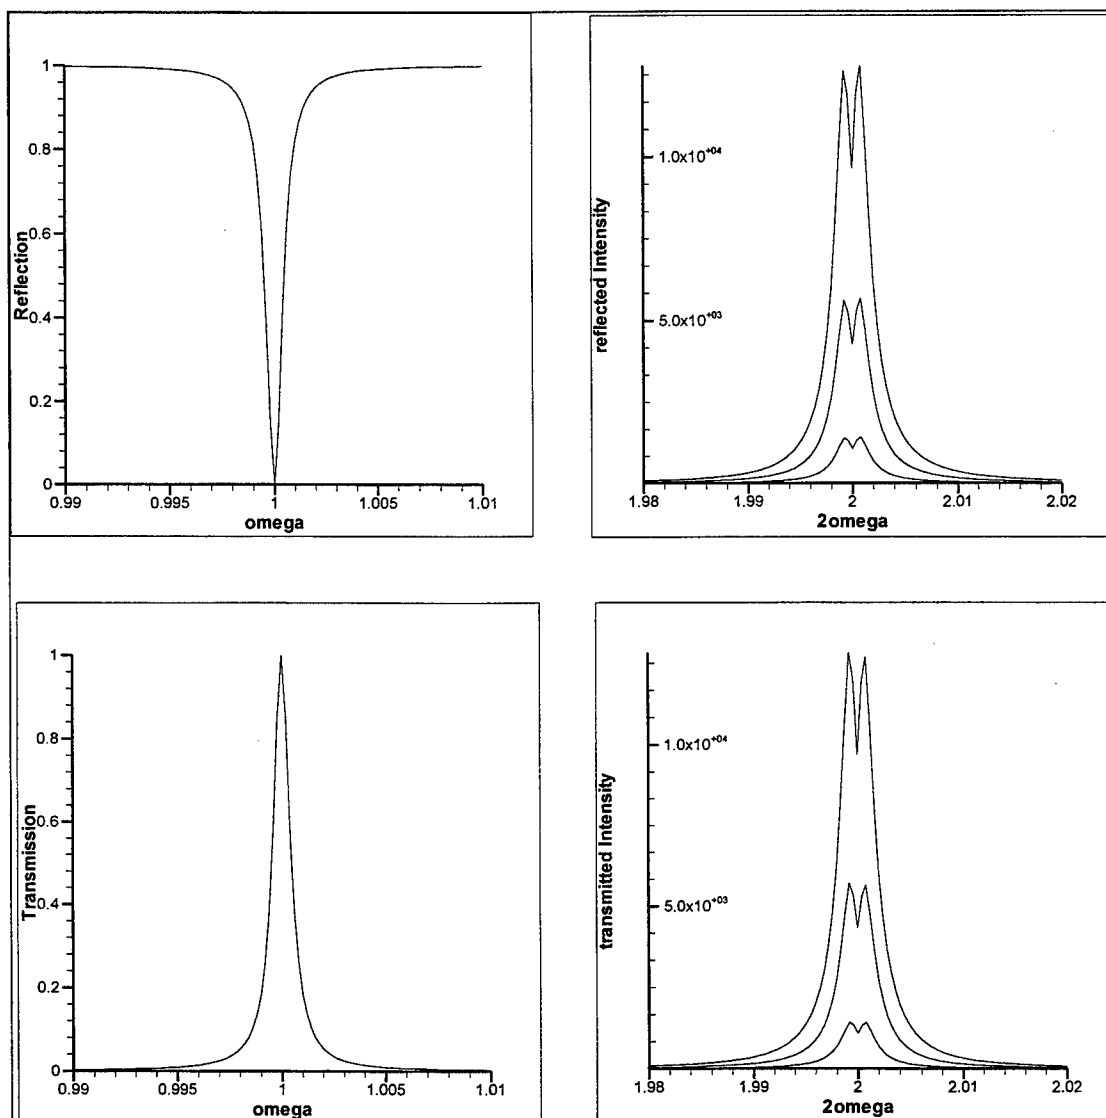 Reflection
1
0.8
0.6
0.4
0.2
0
0.99
0.995
1
1.005
1.01
omega
reflected Intensity
1.0x10+04
5.0x10+03
1.98
1.99
2
2.01
2.02
2omega
Transmission
1
0.8
0.6
0.4
0.2
0
0.99
0.995
1
1.005
1.01
omega
transmitted Intensity
1.0x10+04
5.0x10+03
1.98
1.99
2
2.01
2.02
2omega